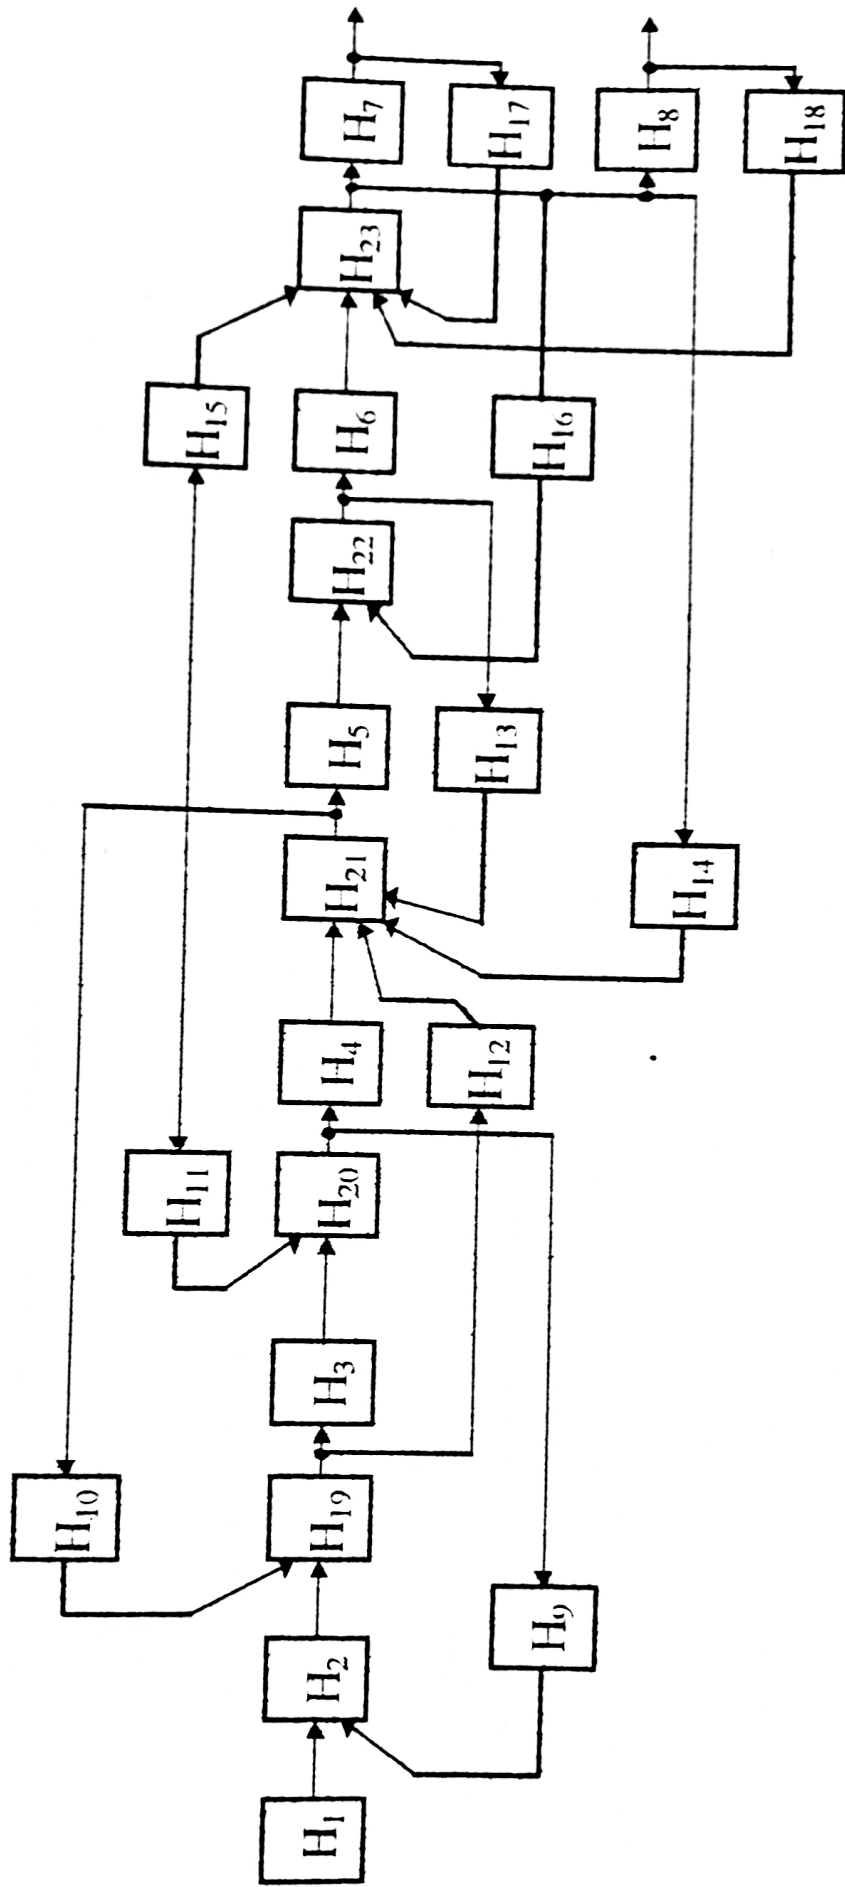 H₁₀ H₁₁ H₁₅
H₁ H₂ H₁₉ H₃ H₂₀ H₄ H₂₁ H₅ H₂₂ H₆ H₂₃ H₇
H₁₂ H₁₃ H₁₇
H₉ H₁₆ H₈
H₁₄ H₁₈